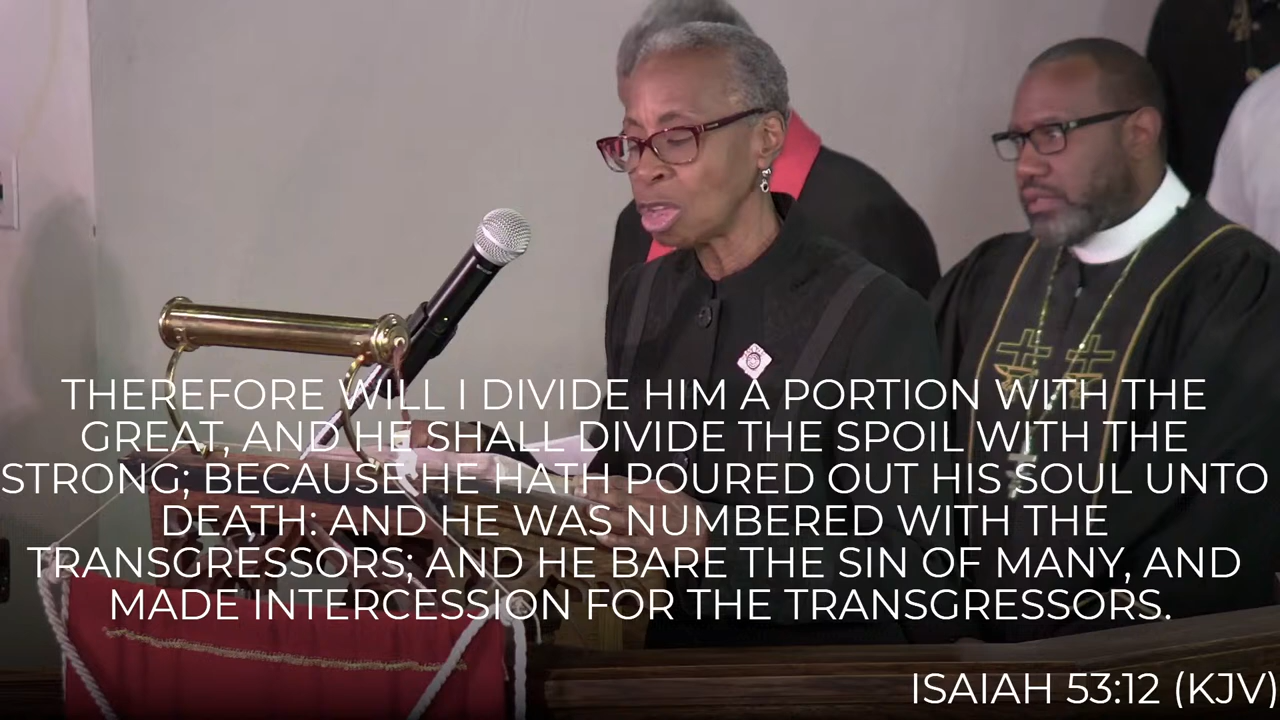 THEREFORE WILL I DIVIDE HIM A PORTION WITH THE
GREAT, AND HE SHALL DIVIDE THE SPOIL WITH THE
STRONG; BECAUSE HE HATH POURED OUT HIS SOUL UNTO
DEATH: AND HE WAS NUMBERED WITH THE
TRANSGRESSORS; AND HE BARE THE SIN OF MANY, AND
MADE INTERCESSION FOR THE TRANSGRESSORS.
ISAIAH 53:12 (KJV)